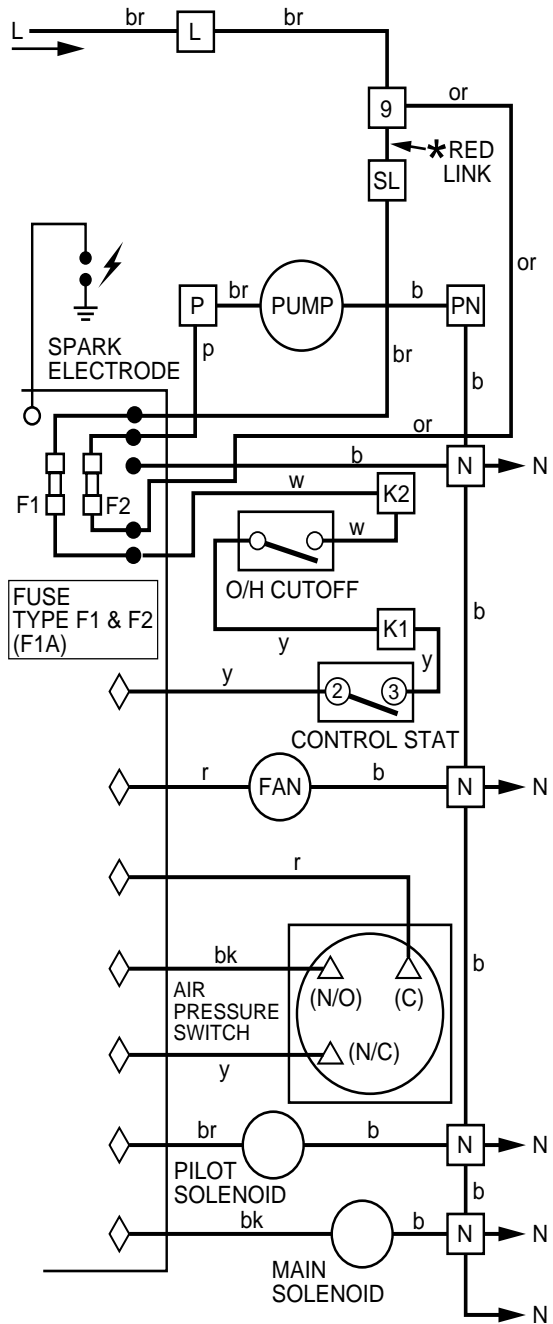 L br L br
9 or
*RED
LINK
SL
or
P br PUMP b PN
SPARK
ELECTRODE
p
br
b
or
b N N
F1 F2
w K2
w
O/H CUTOFF
FUSE
TYPE F1 & F2
(F1A)
b
y K1
y
y 2 3
CONTROL STAT
r FAN b N N
r
bk
(N/O) (C)
b
AIR
PRESSURE
SWITCH
(N/C)
y
br b N N
PILOT
SOLENOID
b
bk b N N
MAIN
SOLENOID
N